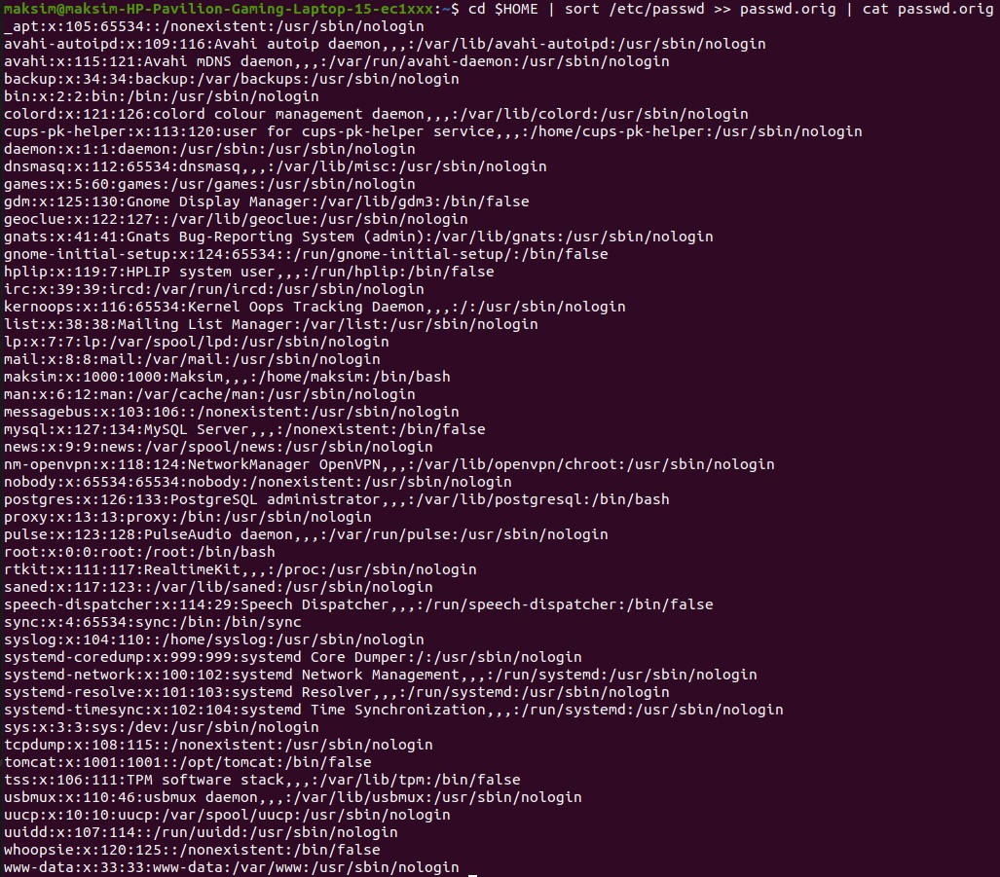 maksim@maksim-HP-Pavilion-Gaming-Laptop-15-ec1xxx:~$ cd $HOME | sort /etc/passwd >> passwd.orig | cat passwd.orig
_apt:x:105:65534::/nonexistent:/usr/sbin/nologin
avahi-autoipd:x:109:116:Avahi autoip daemon,,,:/var/lib/avahi-autoipd:/usr/sbin/nologin
avahi:x:115:121:Avahi mDNS daemon,,,:/var/run/avahi-daemon:/usr/sbin/nologin
backup:x:34:34:backup:/var/backups:/usr/sbin/nologin
bin:x:2:2:bin:/bin:/usr/sbin/nologin
colord:x:121:126:colord colour management daemon,,,:/var/lib/colord:/usr/sbin/nologin
cups-pk-helper:x:113:120:user for cups-pk-helper service,,,:/home/cups-pk-helper:/usr/sbin/nologin
daemon:x:1:1:daemon:/usr/sbin:/usr/sbin/nologin
dnsmasq:x:112:65534:dnsmasq,,,:/var/lib/misc:/usr/sbin/nologin
games:x:5:60:games:/usr/games:/usr/sbin/nologin
gdm:x:125:130:Gnome Display Manager:/var/lib/gdm3:/bin/false
geoclue:x:122:127::/var/lib/geoclue:/usr/sbin/nologin
gnats:x:41:41:Gnats Bug-Reporting System (admin):/var/lib/gnats:/usr/sbin/nologin
gnome-initial-setup:x:124:65534::/run/gnome-initial-setup/:/bin/false
hplip:x:119:7:HPLIP system user,,,:/run/hplip:/bin/false
irc:x:39:39:ircd:/var/run/ircd:/usr/sbin/nologin
kernoops:x:116:65534:Kernel Oops Tracking Daemon,,,:/:/usr/sbin/nologin
list:x:38:38:Mailing List Manager:/var/list:/usr/sbin/nologin
lp:x:7:7:lp:/var/spool/lpd:/usr/sbin/nologin
mail:x:8:8:mail:/var/mail:/usr/sbin/nologin
maksim:x:1000:1000:Maksim,,,:/home/maksim:/bin/bash
man:x:6:12:man:/var/cache/man:/usr/sbin/nologin
messagebus:x:103:106::/nonexistent:/usr/sbin/nologin
mysql:x:127:134:MySQL Server,,,:/nonexistent:/bin/false
news:x:9:9:news:/var/spool/news:/usr/sbin/nologin
nm-openvpn:x:118:124:NetworkManager OpenVPN,,,:/var/lib/openvpn/chroot:/usr/sbin/nologin
nobody:x:65534:65534:nobody:/nonexistent:/usr/sbin/nologin
postgres:x:126:133:PostgreSQL administrator,,,:/var/lib/postgresql:/bin/bash
proxy:x:13:13:proxy:/bin:/usr/sbin/nologin
pulse:x:123:128:PulseAudio daemon,,,:/var/run/pulse:/usr/sbin/nologin
root:x:0:0:root:/root:/bin/bash
rtkit:x:111:117:RealtimeKit,,,:/proc:/usr/sbin/nologin
saned:x:117:123::/var/lib/saned:/usr/sbin/nologin
speech-dispatcher:x:114:29:Speech Dispatcher,,,:/run/speech-dispatcher:/bin/false
sync:x:4:65534:sync:/bin:/bin/sync
syslog:x:104:110::/home/syslog:/usr/sbin/nologin
systemd-coredump:x:999:999:systemd Core Dumper:/:/usr/sbin/nologin
systemd-network:x:100:102:systemd Network Management,,,:/run/systemd:/usr/sbin/nologin
systemd-resolve:x:101:103:systemd Resolver,,,:/run/systemd:/usr/sbin/nologin
systemd-timesync:x:102:104:systemd Time Synchronization,,,:/run/systemd:/usr/sbin/nologin
sys:x:3:3:sys:/dev:/usr/sbin/nologin
tcpdump:x:108:115::/nonexistent:/usr/sbin/nologin
tomcat:x:1001:1001::/opt/tomcat:/bin/false
tss:x:106:111:TPM software stack,,,:/var/lib/tpm:/bin/false
usbmux:x:110:46:usbmux daemon,,,:/var/lib/usbmux:/usr/sbin/nologin
uucp:x:10:10:uucp:/var/spool/uucp:/usr/sbin/nologin
uuidd:x:107:114::/run/uuidd:/usr/sbin/nologin
whoopsie:x:120:125::/nonexistent:/bin/false
www-data:x:33:33:www-data:/var/www:/usr/sbin/nologin